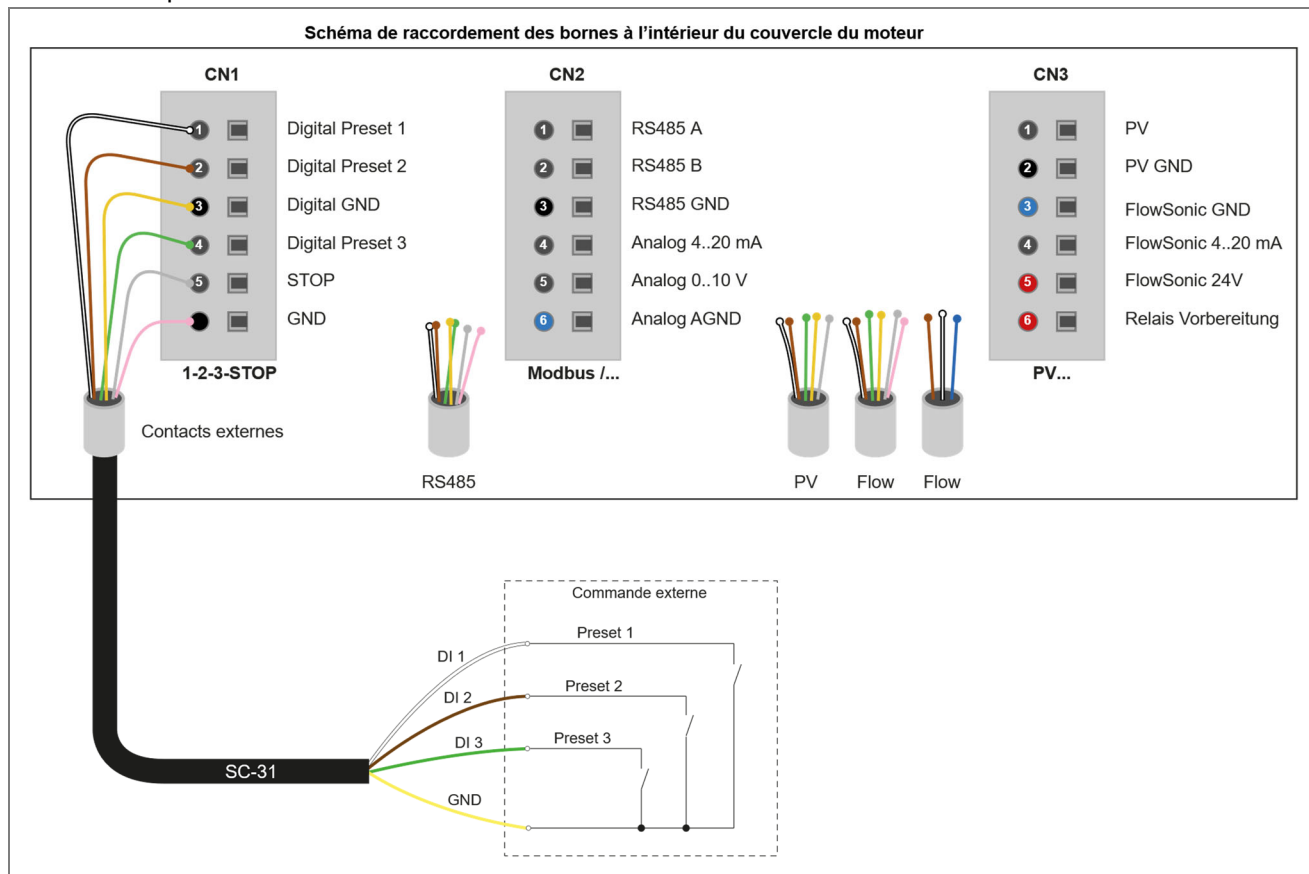 Schéma de raccordement des bornes à l'intérieur du couvercle du moteur
CN1
1 Digital Preset 1
2 Digital Preset 2
3 Digital GND
4 Digital Preset 3
5 STOP
GND
1-2-3-STOP
Contacts externes
CN2
1 RS485 A
2 RS485 B
3 RS485 GND
4 Analog 4..20 mA
5 Analog 0..10 V
6 Analog AGND
Modbus /...
RS485
CN3
1 PV
2 PV GND
3 FlowSonic GND
4 FlowSonic 4..20 mA
5 FlowSonic 24V
6 Relais Vorbereitung
PV...
PV
Flow
Flow
SC-31
Commande externe
DI 1 Preset 1
DI 2 Preset 2
DI 3 Preset 3
GND